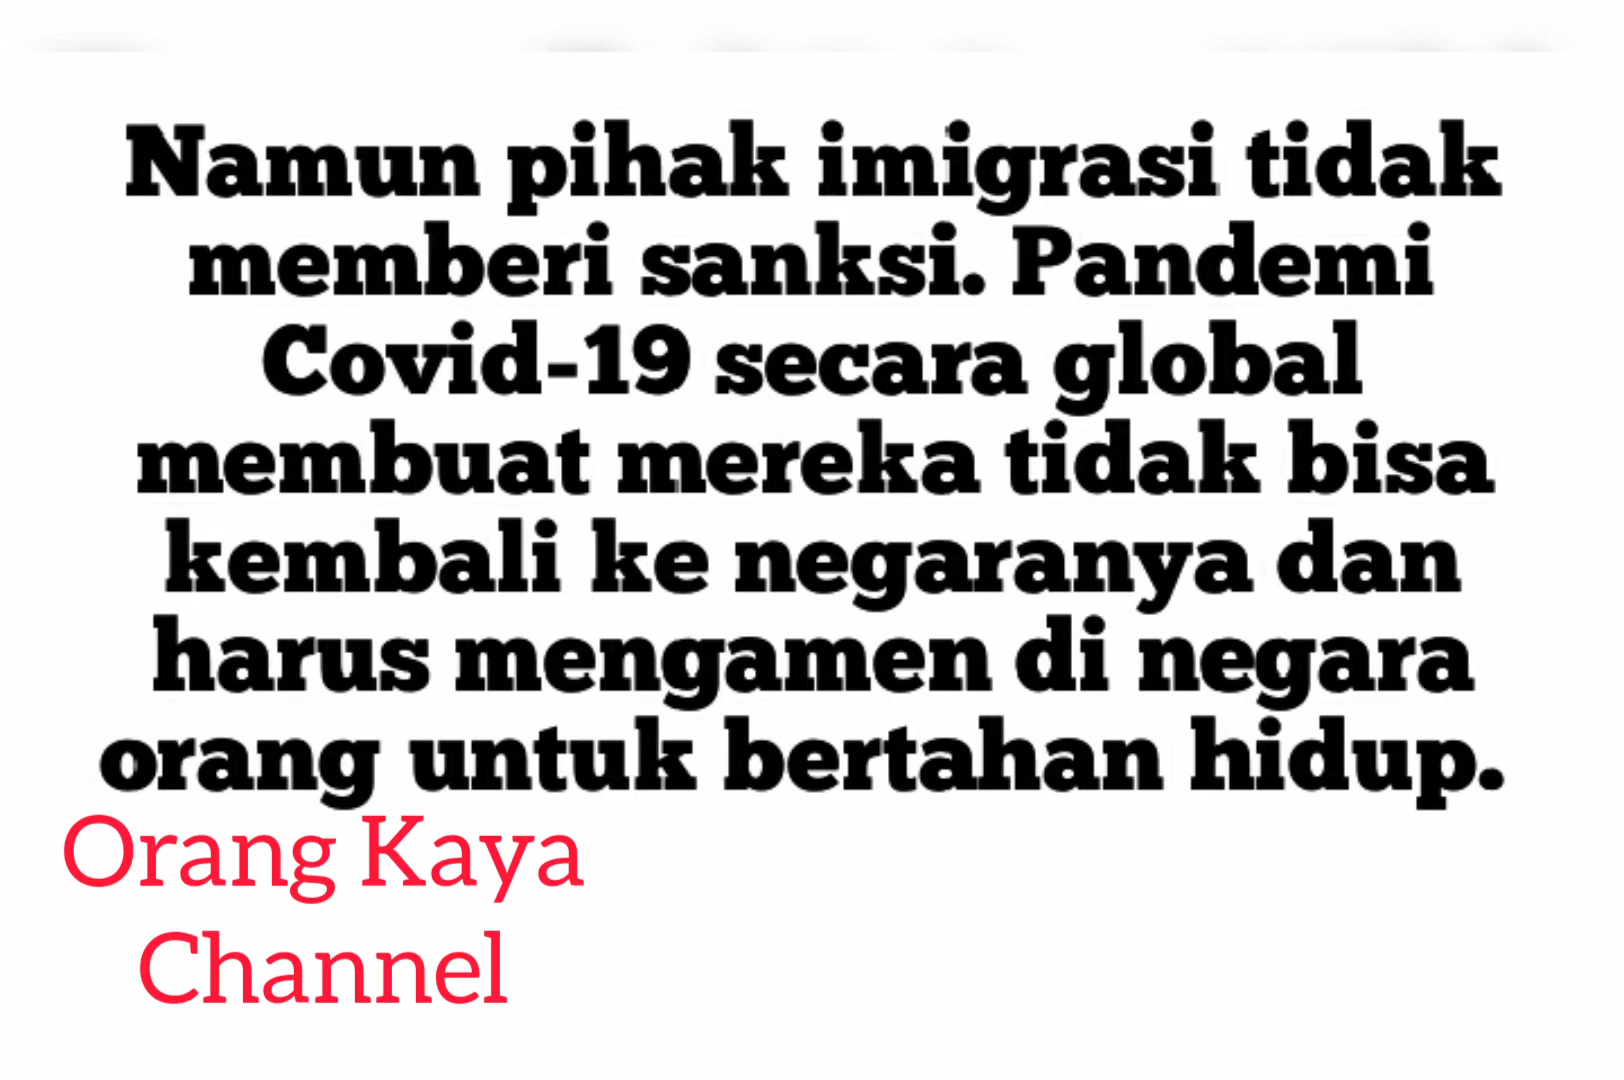 Namun pihak imigrasi tidak
memberi sanksi. Pandemi
Covid-19 secara global
membuat mereka tidak bisa
kembali ke negaranya dan
harus mengamen di negara
orang untuk bertahan hidup.
Orang Kaya
Channel